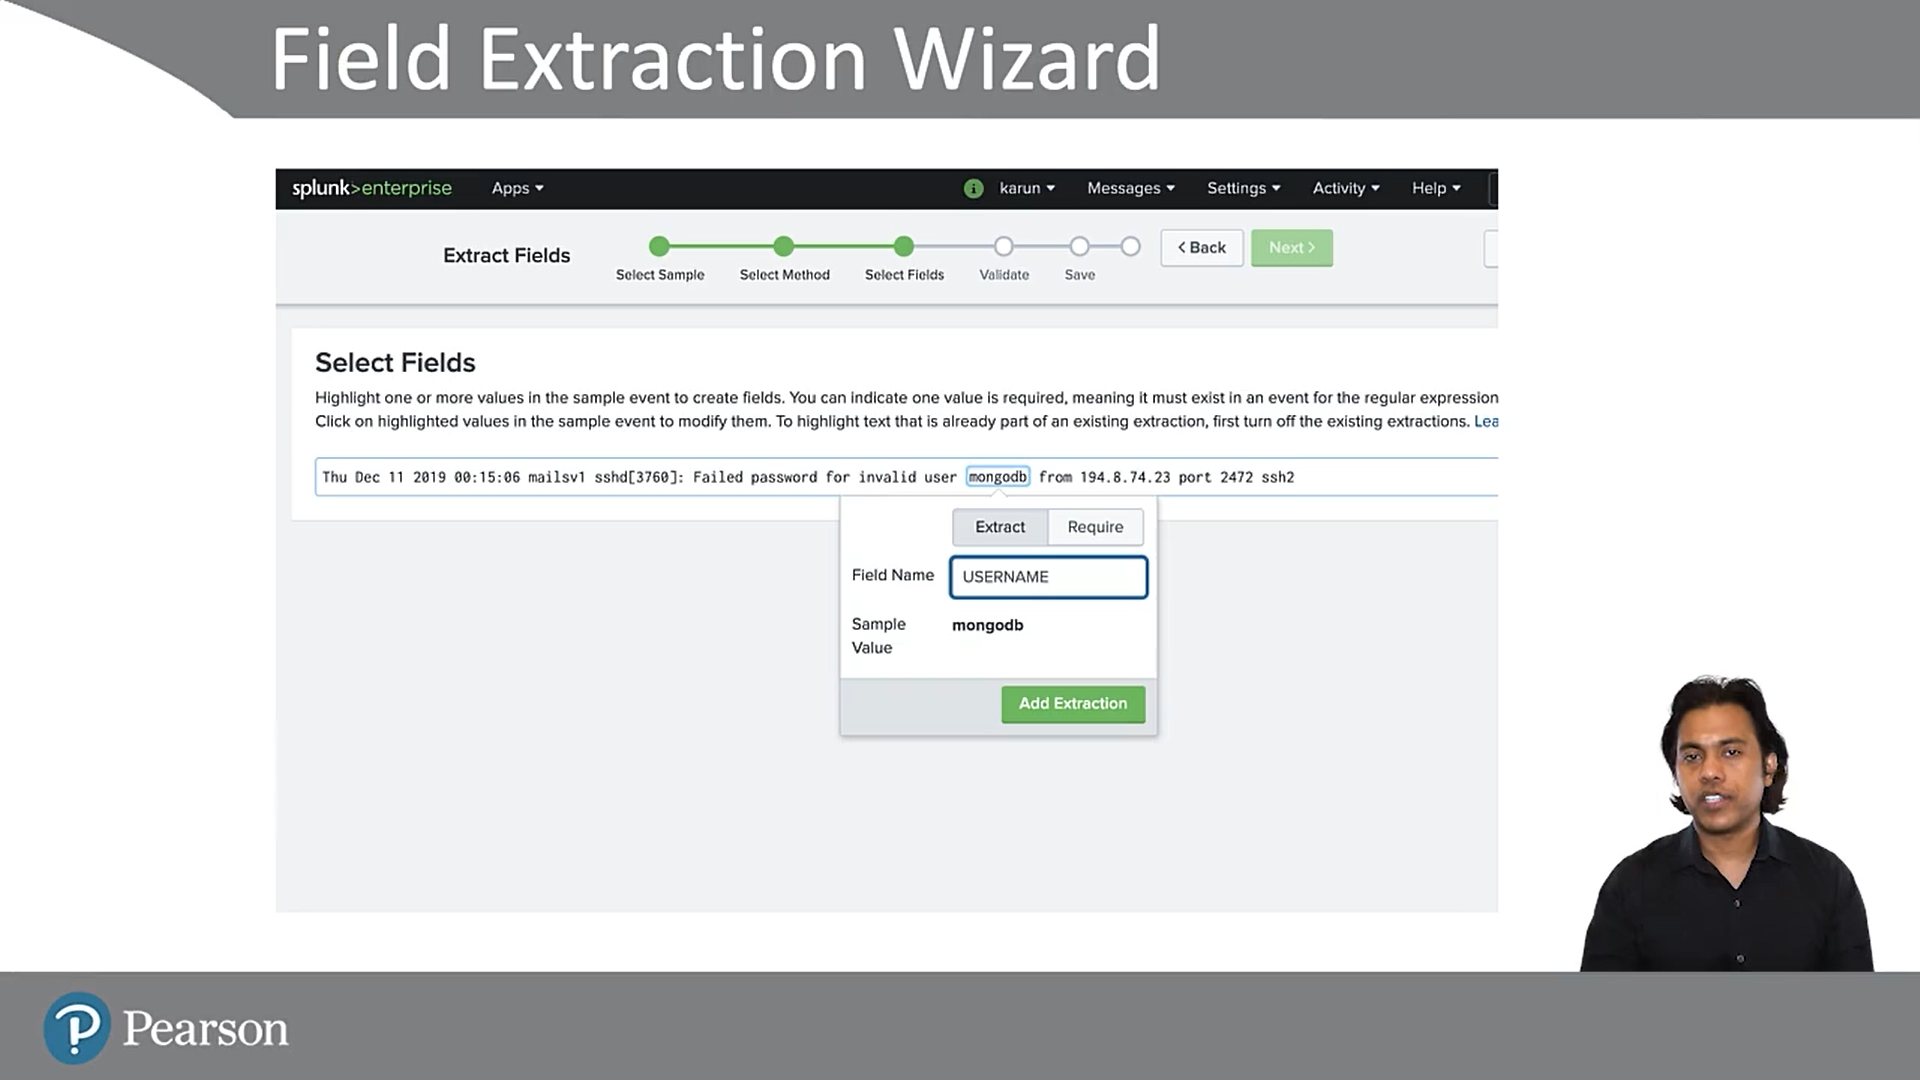 Field Extraction Wizard
splunk>enterprise Apps karun Messages Settings Activity Help
Extract Fields
Select Sample Select Method Select Fields Validate Save
< Back Next >
Select Fields
Highlight one or more values in the sample event to create fields. You can indicate one value is required, meaning it must exist in an event for the regular expression
Click on highlighted values in the sample event to modify them. To highlight text that is already part of an existing extraction, first turn off the existing extractions. Lea
Thu Dec 11 2019 00:15:06 mailsv1 sshd[3760]: Failed password for invalid user mongodb from 194.8.74.23 port 2472 ssh2
Extract Require
Field Name USERNAME
Sample Value mongodb
Add Extraction
Pearson